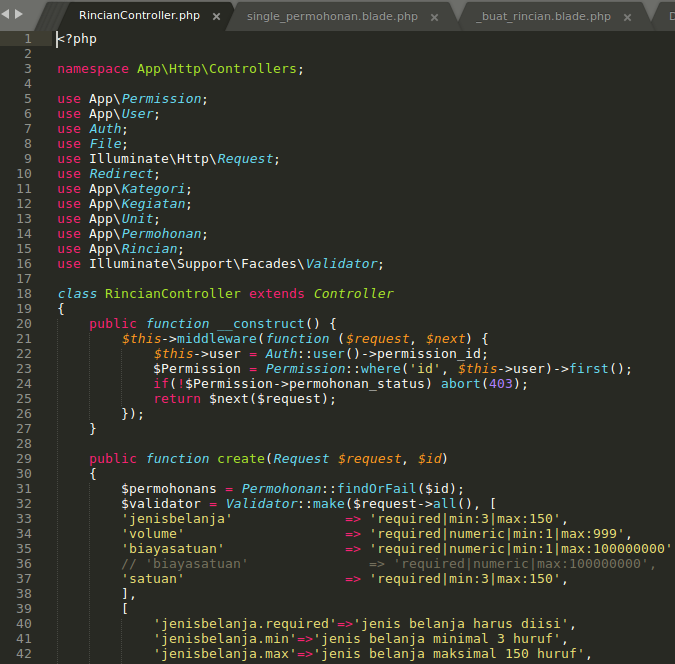 RincianController.php × single_permohonan.blade.php × _buat_rincian.blade.php × D
1 <?php
2
3 namespace App\Http\Controllers;
4
5 use App\Permission;
6 use App\User;
7 use Auth;
8 use File;
9 use Illuminate\Http\Request;
10 use Redirect;
11 use App\Kategori;
12 use App\Kegiatan;
13 use App\Unit;
14 use App\Permohonan;
15 use App\Rincian;
16 use Illuminate\Support\Facades\Validator;
17
18 class RincianController extends Controller
19 {
20     public function __construct() {
21         $this->middleware(function ($request, $next) {
22             $this->user = Auth::user()->permission_id;
23             $Permission = Permission::where('id', $this->user)->first();
24             if(!$Permission->permohonan_status) abort(403);
25             return $next($request);
26         });
27     }
28
29     public function create(Request $request, $id)
30     {
31         $permohonans = Permohonan::findOrFail($id);
32         $validator = Validator::make($request->all(), [
33         'jenisbelanja'              => 'required|min:3|max:150',
34         'volume'                    => 'required|numeric|min:1|max:999',
35         'biayasatuan'               => 'required|numeric|min:1|max:100000000'
36         // 'biayasatuan'               => 'required|numeric|max:100000000',
37         'satuan'                    => 'required|min:3|max:150',
38         ],
39         [
40             'jenisbelanja.required'=>'jenis belanja harus diisi',
41             'jenisbelanja.min'=>'jenis belanja minimal 3 huruf',
42             'jenisbelanja.max'=>'jenis belanja maksimal 150 huruf',